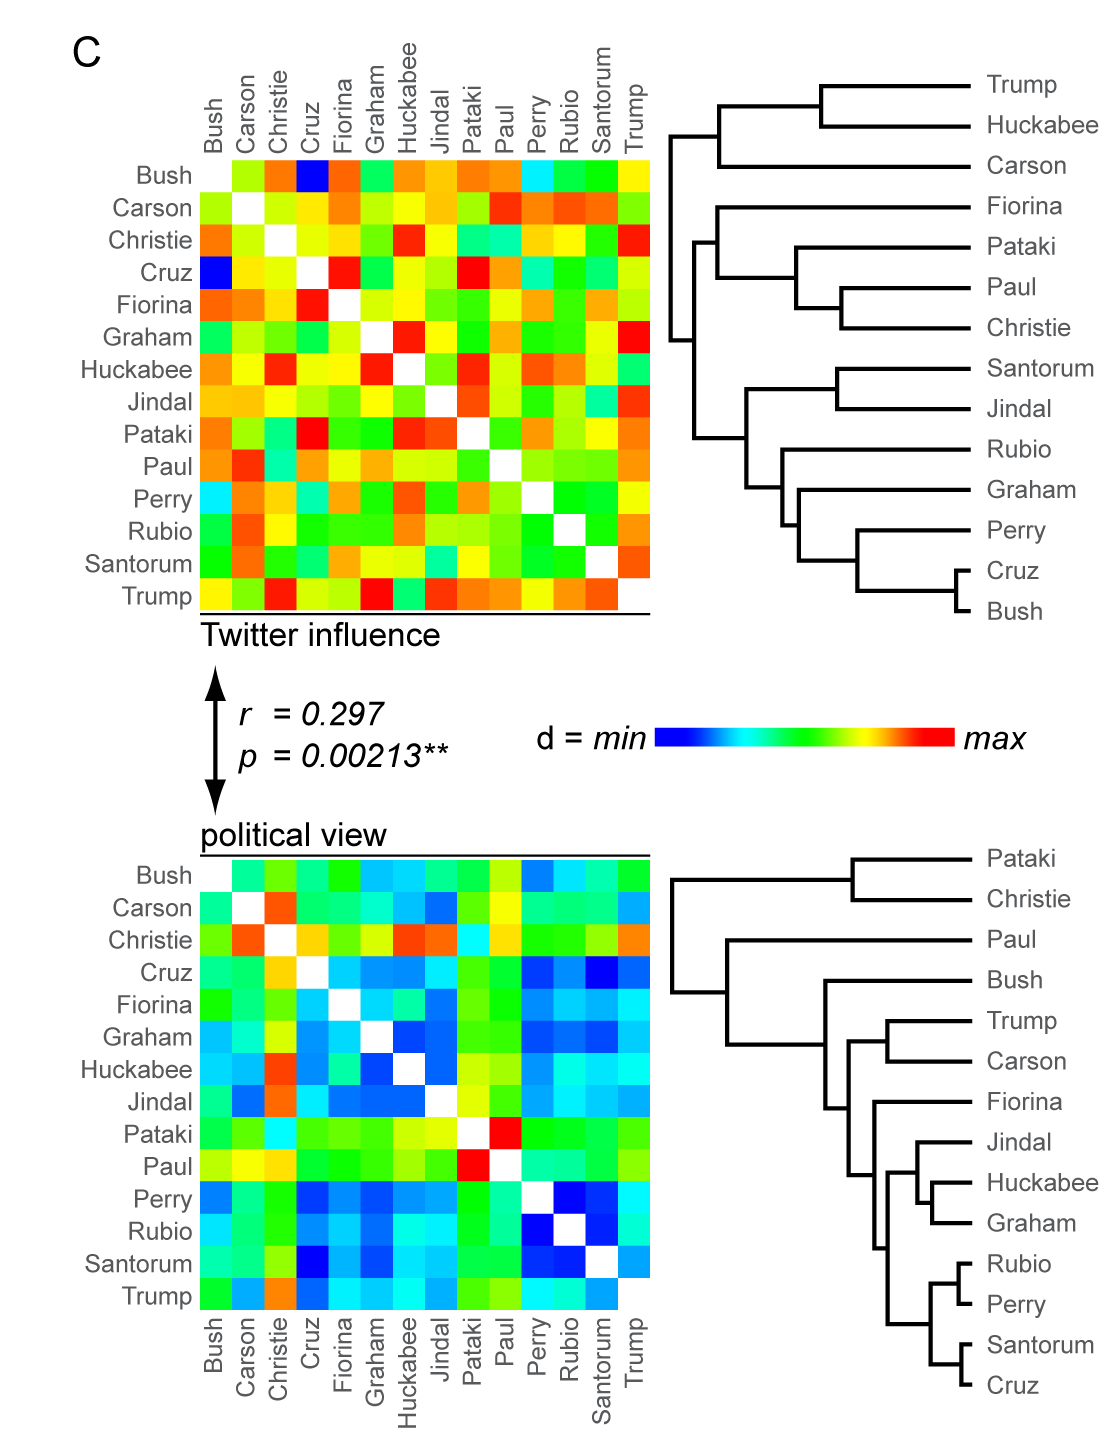 C
Bush
Carson
Christie
Cruz
Fiorina
Graham
Huckabee
Jindal
Pataki
Paul
Perry
Rubio
Santorum
Trump
Bush
Carson
Christie
Cruz
Fiorina
Graham
Huckabee
Jindal
Pataki
Paul
Perry
Rubio
Santorum
Trump
Trump
Huckabee
Carson
Fiorina
Pataki
Paul
Christie
Santorum
Jindal
Rubio
Graham
Perry
Cruz
Bush
Twitter influence
r = 0.297
p = 0.00213**
d = min max
political view
Bush
Carson
Christie
Cruz
Fiorina
Graham
Huckabee
Jindal
Pataki
Paul
Perry
Rubio
Santorum
Trump
Bush
Carson
Christie
Cruz
Fiorina
Graham
Huckabee
Jindal
Pataki
Paul
Perry
Rubio
Santorum
Trump
Pataki
Christie
Paul
Bush
Trump
Carson
Fiorina
Jindal
Huckabee
Graham
Rubio
Perry
Santorum
Cruz